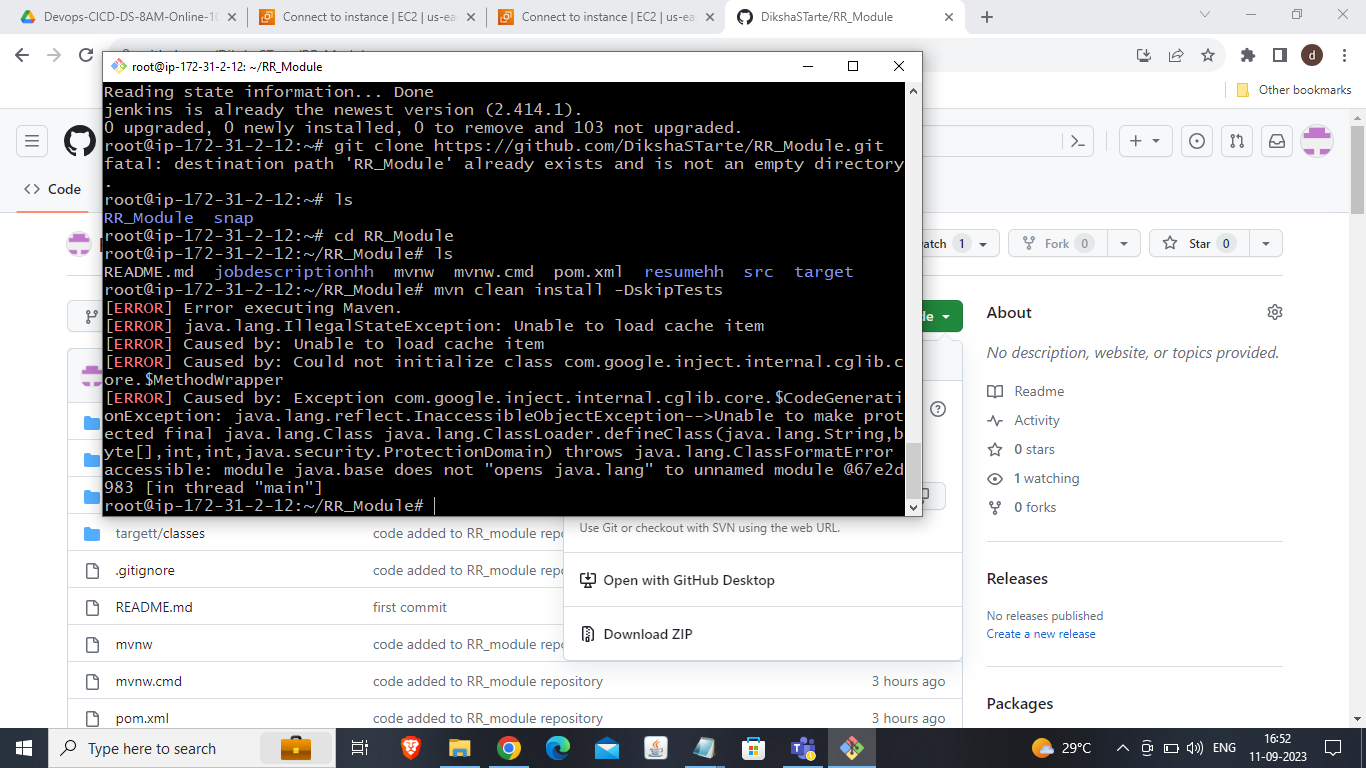 Devops-CICD-DS-8AM-Online-10
Connect to instance | EC2 | us-ea
Connect to instance | EC2 | us-ea
DikshaSTarte/RR_Module
d
Other bookmarks
root@ip-172-31-2-12: ~/RR_Module
Reading state information... Done
jenkins is already the newest version (2.414.1).
0 upgraded, 0 newly installed, 0 to remove and 103 not upgraded.
root@ip-172-31-2-12:~# git clone https://github.com/DikshaSTarte/RR_Module.git
fatal: destination path 'RR_Module' already exists and is not an empty directory
.
root@ip-172-31-2-12:~# ls
RR_Module snap
root@ip-172-31-2-12:~# cd RR_Module
root@ip-172-31-2-12:~/RR_Module# ls
README.md jobdescriptionhh mvnw mvnw.cmd pom.xml resumehh src target
root@ip-172-31-2-12:~/RR_Module# mvn clean install -DskipTests
[ERROR] Error executing Maven.
[ERROR] java.lang.IllegalStateException: Unable to load cache item
[ERROR] Caused by: Unable to load cache item
[ERROR] Caused by: Could not initialize class com.google.inject.internal.cglib.c
ore.$MethodWrapper
[ERROR] Caused by: Exception com.google.inject.internal.cglib.core.$CodeGenerati
onException: java.lang.reflect.InaccessibleObjectException-->Unable to make prot
ected final java.lang.Class java.lang.ClassLoader.defineClass(java.lang.String,b
yte[],int,int,java.security.ProtectionDomain) throws java.lang.ClassFormatError
accessible: module java.base does not "opens java.lang" to unnamed module @67e2d
983 [in thread "main"]
root@ip-172-31-2-12:~/RR_Module#
Code
atch 1
Fork 0
Star 0
de
About
No description, website, or topics provided.
Readme
Activity
0 stars
1 watching
0 forks
Releases
No releases published
Create a new release
Packages
Use Git or checkout with SVN using the web URL.
Open with GitHub Desktop
Download ZIP
targett/classes code added to RR_module repo
.gitignore code added to RR_module repo
README.md first commit
mvnw code added to RR_module repo
mvnw.cmd code added to RR_module repository 3 hours ago
pom.xml code added to RR_module repository 3 hours ago
Type here to search
29°C
ENG
16:52
11-09-2023